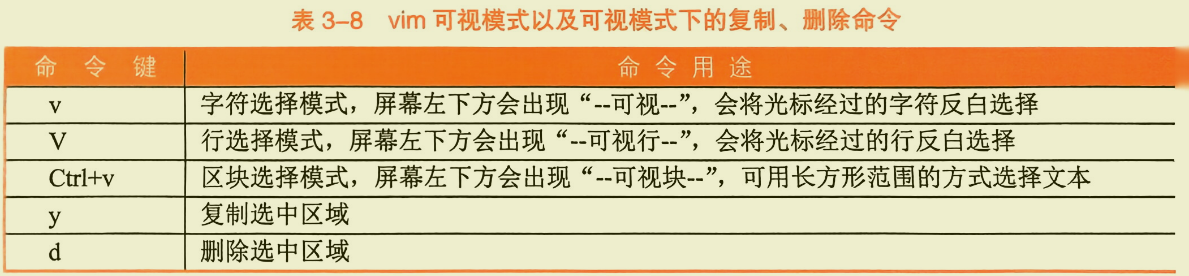 表 3-8 vim 可视模式以及可视模式下的复制、删除命令
命令键 命令用途
v 字符选择模式，屏幕左下方会出现“--可视--”，会将光标经过的字符反白选择
V 行选择模式，屏幕左下方会出现“--可视行--”，会将光标经过的行反白选择
Ctrl+v 区块选择模式，屏幕左下方会出现“--可视块--”，可用长方形范围的方式选择文本
y 复制选中区域
d 删除选中区域